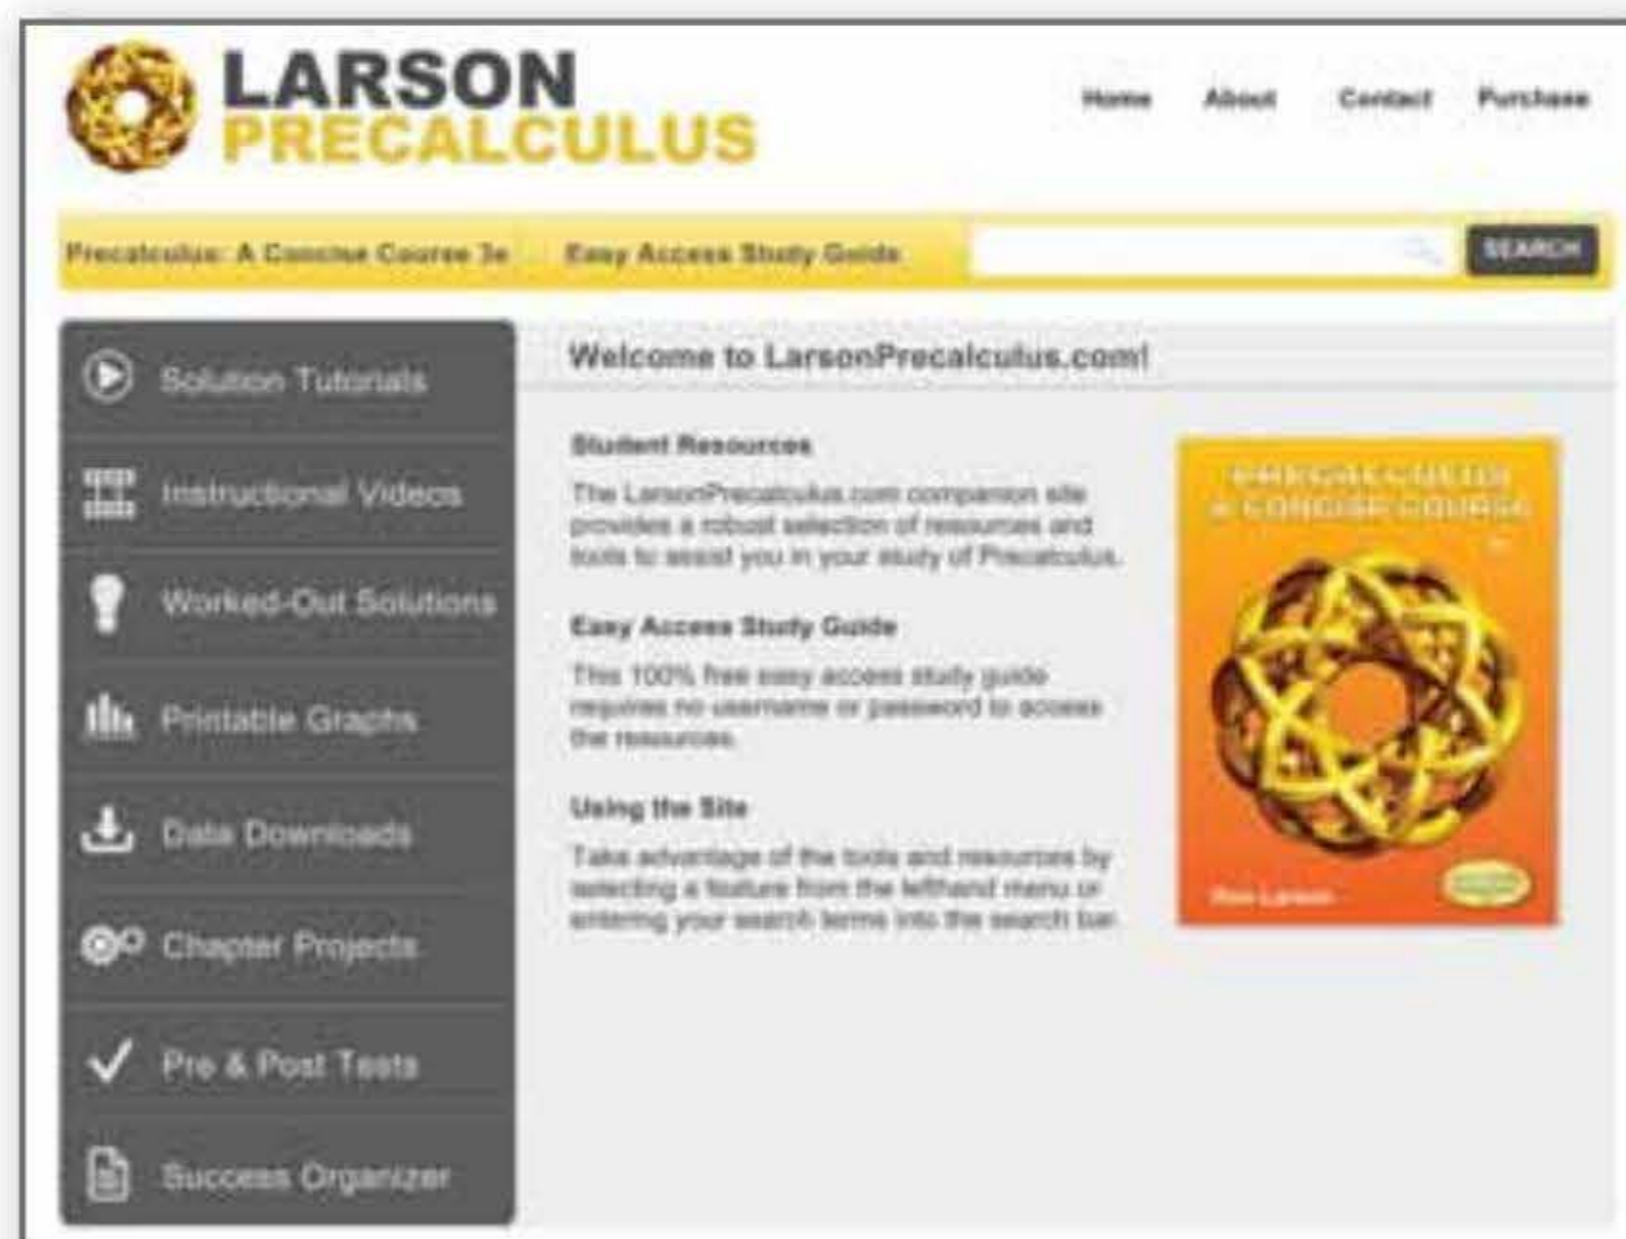 LARSON
PRECALCULUS
Home About Contact Purchase
Precalculus: A Concise Course 3e Easy Access Study Guide SEARCH
Solution Tutorials
Instructional Videos
Worked-Out Solutions
Printable Graphs
Data Downloads
Chapter Projects
Pre & Post Tests
Success Organizer
Welcome to LarsonPrecalculus.com!
Student Resources
The LarsonPrecalculus.com companion site
provides a robust selection of resources and
tools to assist you in your study of Precalculus.
Easy Access Study Guide
This 100% free easy access study guide
requires no username or password to access
the resources.
Using the Site
Take advantage of the tools and resources by
selecting a feature from the lefthand menu or
entering your search terms into the search bar.
PRECALCULUS
A CONCISE COURSE
Ron Larson